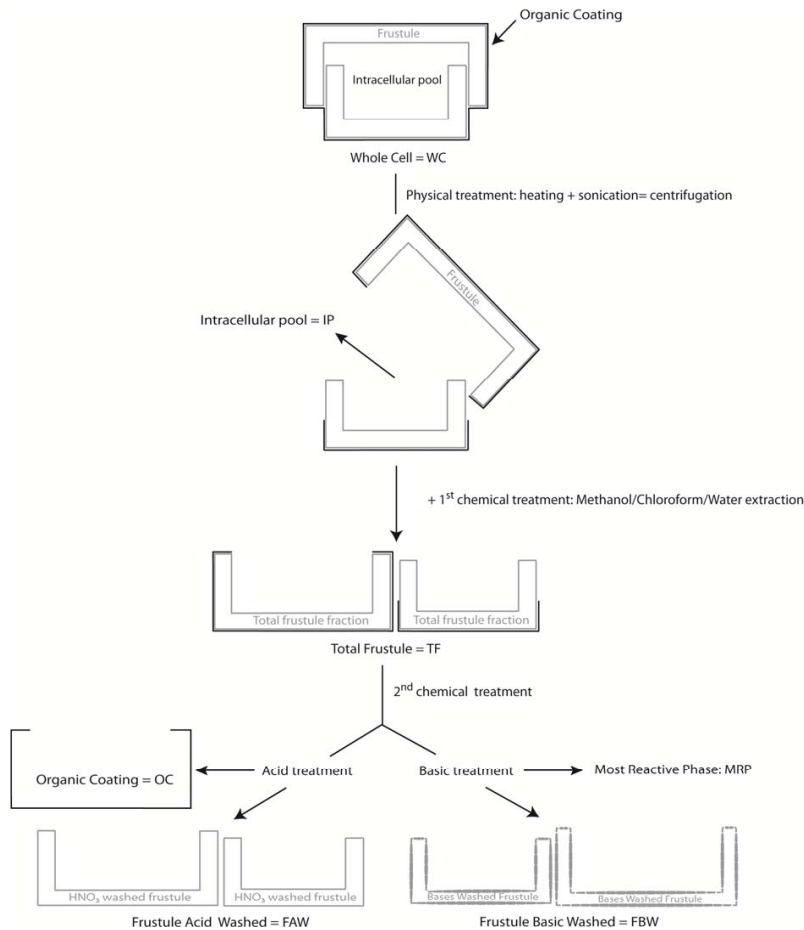 Organic Coating
Frustule
Intracellular pool
Whole Cell = WC
Physical treatment: heating + sonication= centrifugation
Frustule
Intracellular pool = IP
+ 1st chemical treatment: Methanol/Chloroform/Water extraction
Total frustule fraction
Total frustule fraction
Total Frustule = TF
2nd chemical treatment
Organic Coating = OC
Acid treatment
Basic treatment
Most Reactive Phase: MRP
HNO₃ washed frustule
HNO₃ washed frustule
Bases Washed Frustule
Bases Washed Frustule
Frustule Acid Washed = FAW
Frustule Basic Washed = FBW